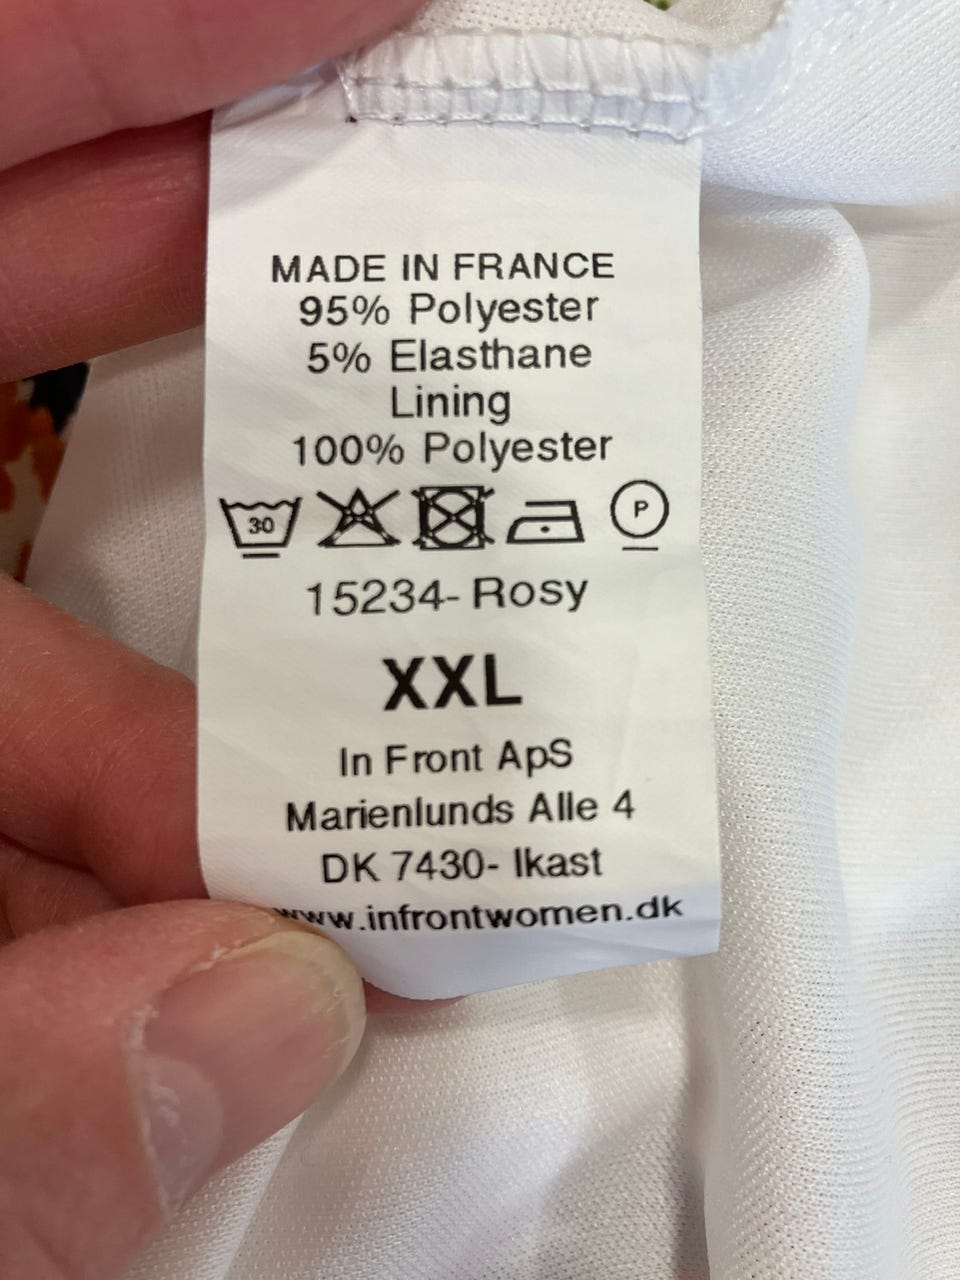 MADE IN FRANCE
95% Polyester
5% Elasthane
Lining
100% Polyester
30 P
15234- Rosy
XXL
In Front ApS
Marienlunds Alle 4
DK 7430- Ikast
www.infrontwomen.dk